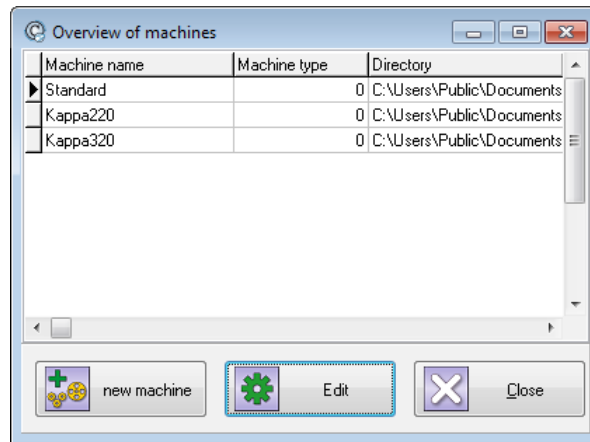 Overview of machines
Machine name Machine type Directory
Standard 0 C:\Users\Public\Documents
Kappa220 0 C:\Users\Public\Documents
Kappa320 0 C:\Users\Public\Documents
new machine Edit Close